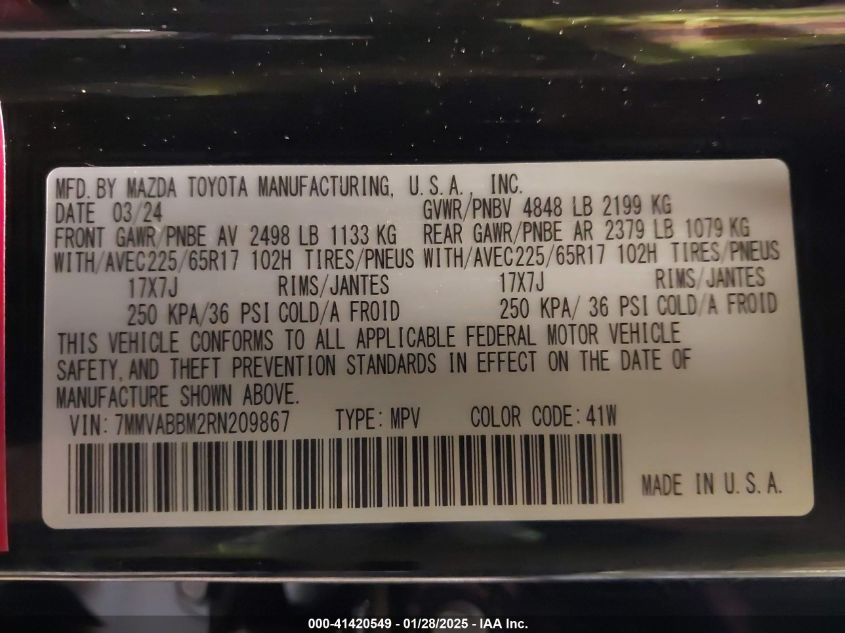 MFD. BY MAZDA TOYOTA MANUFACTURING, U.S.A., INC.
DATE 03/24 GVWR/PNBV 4848 LB 2199 KG
FRONT GAWR/PNBE AV 2498 LB 1133 KG REAR GAWR/PNBE AR 2379 LB 1079 KG
WITH/AVEC225/65R17 102H TIRES/PNEUS WITH/AVEC225/65R17 102H TIRES/PNEUS
17X7J RIMS/JANTES 17X7J RIMS/JANTES
250 KPA/36 PSI COLD/A FROID 250 KPA/ 36 PSI COLD/A FROID
THIS VEHICLE CONFORMS TO ALL APPLICABLE FEDERAL MOTOR VEHICLE
SAFETY, AND THEFT PREVENTION STANDARDS IN EFFECT ON THE DATE OF
MANUFACTURE SHOWN ABOVE.
VIN: 7MMVABBM2RN209867 TYPE: MPV COLOR CODE: 41W
MADE IN U.S.A.
000-41420549 — 01/28/2025 — IAA Inc.